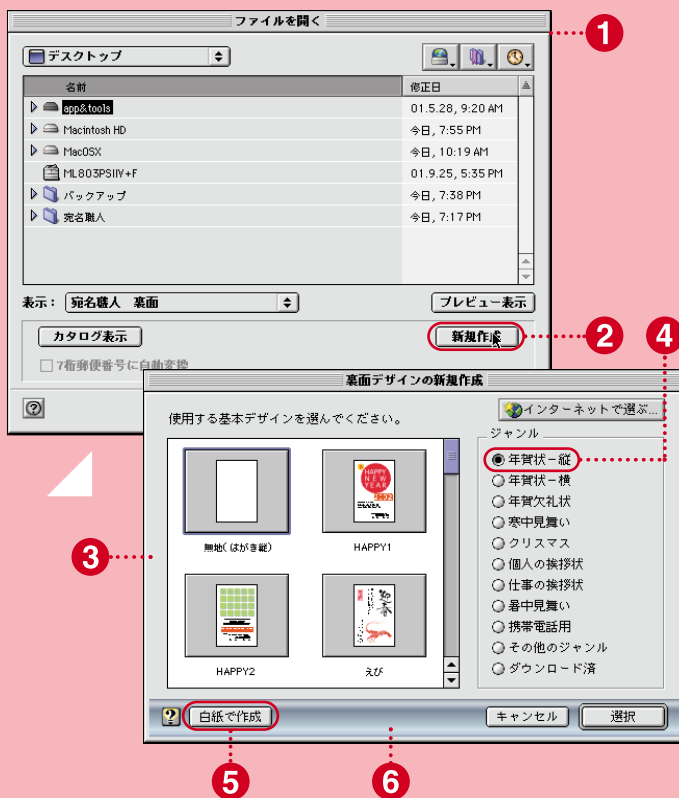 ファイルを開く
1
デスクトップ
名前 修正日
app&tools 01.5.28, 9:20 AM
Macintosh HD 今日, 7:55 PM
MacOSX 今日, 10:19 AM
ML803PSIIV+F 01.9.25, 5:35 PM
バックアップ 今日, 7:38 PM
宛名職人 今日, 7:17 PM
表示： 宛名職人 裏面 プレビュー表示
カタログ表示 新規作成 2
4
7桁郵便番号に自動変換
裏面デザインの新規作成
使用する基本デザインを選んでください。
インターネットで選ぶ...
ジャンル
年賀状－縦
年賀状－横
年賀欠礼状
寒中見舞い
クリスマス
個人の挨拶状
仕事の挨拶状
暑中見舞い
携帯電話用
その他のジャンル
ダウンロード済
HAPPY
NEW
YEAR
2002
無地(はがき縦) HAPPY1
3
迎春
HAPPY2 えび
白紙で作成 キャンセル 選択
5 6